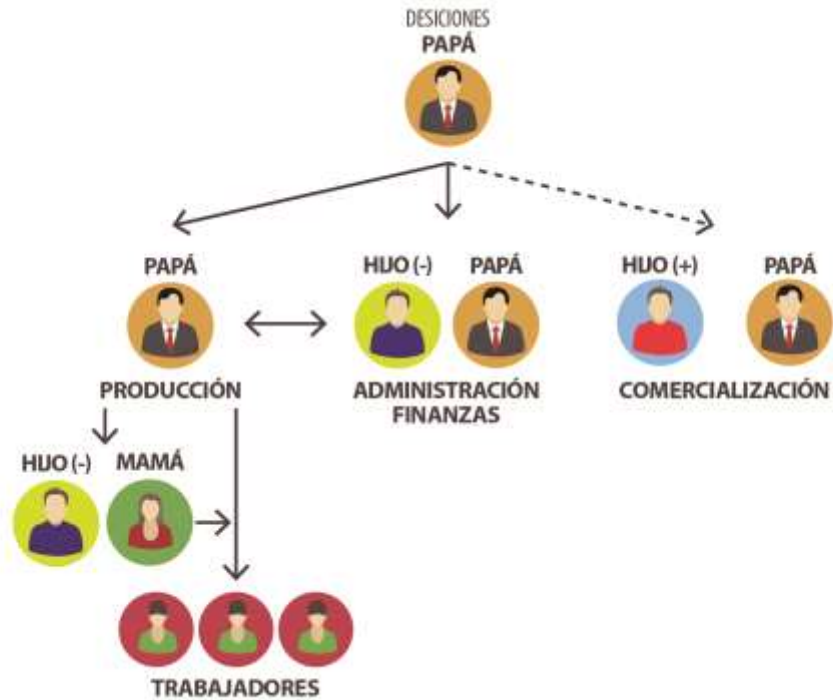 DESICIONES
PAPÁ
PAPÁ
HIJO (-)
PAPÁ
HIJO (+)
PAPÁ
PRODUCCIÓN
ADMINISTRACIÓN
FINANZAS
COMERCIALIZACIÓN
HIJO (-)
MAMÁ
TRABAJADORES